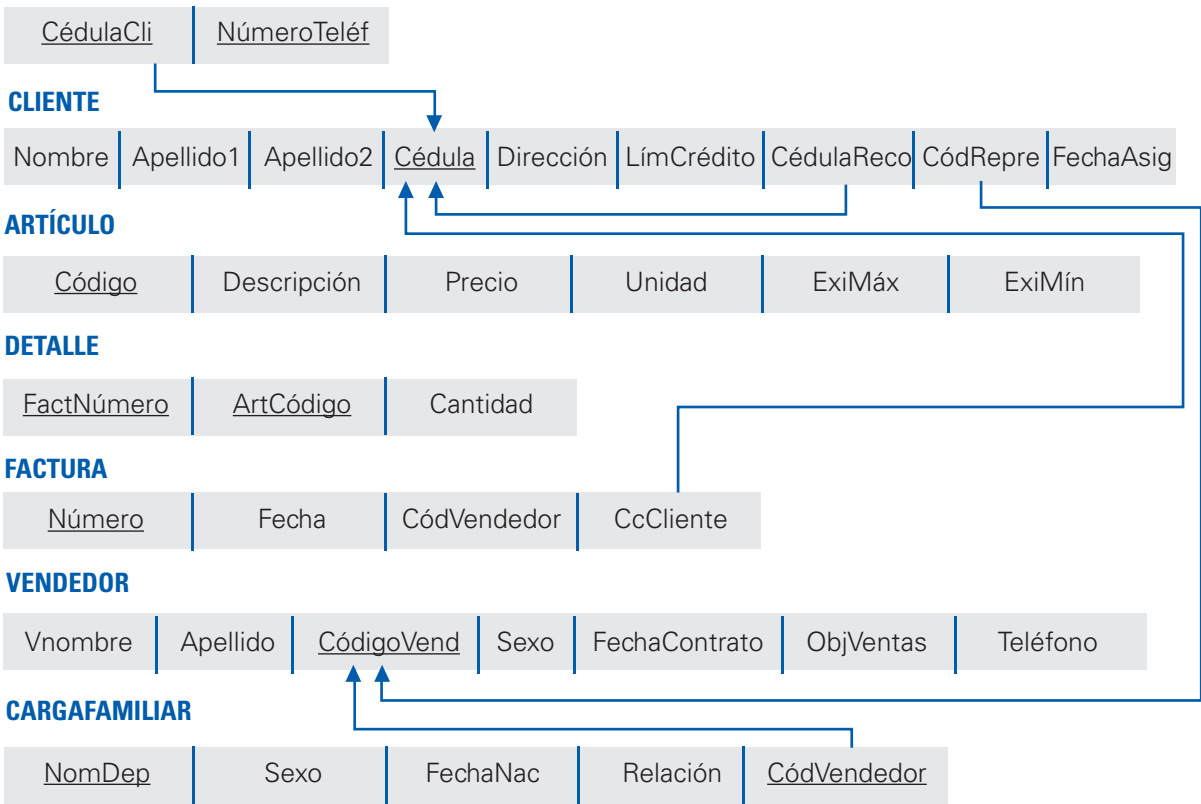 CédulaCli NúmeroTeléf
CLIENTE
Nombre Apellido1 Apellido2 Cédula Dirección LímCrédito CédulaReco CódRepre FechaAsig
ARTÍCULO
Código Descripción Precio Unidad ExiMáx ExiMín
DETALLE
FactNúmero ArtCódigo Cantidad
FACTURA
Número Fecha CódVendedor CcCliente
VENDEDOR
Vnombre Apellido CódigoVend Sexo FechaContrato ObjVentas Teléfono
CARGAFAMILIAR
NomDep Sexo FechaNac Relación CódVendedor